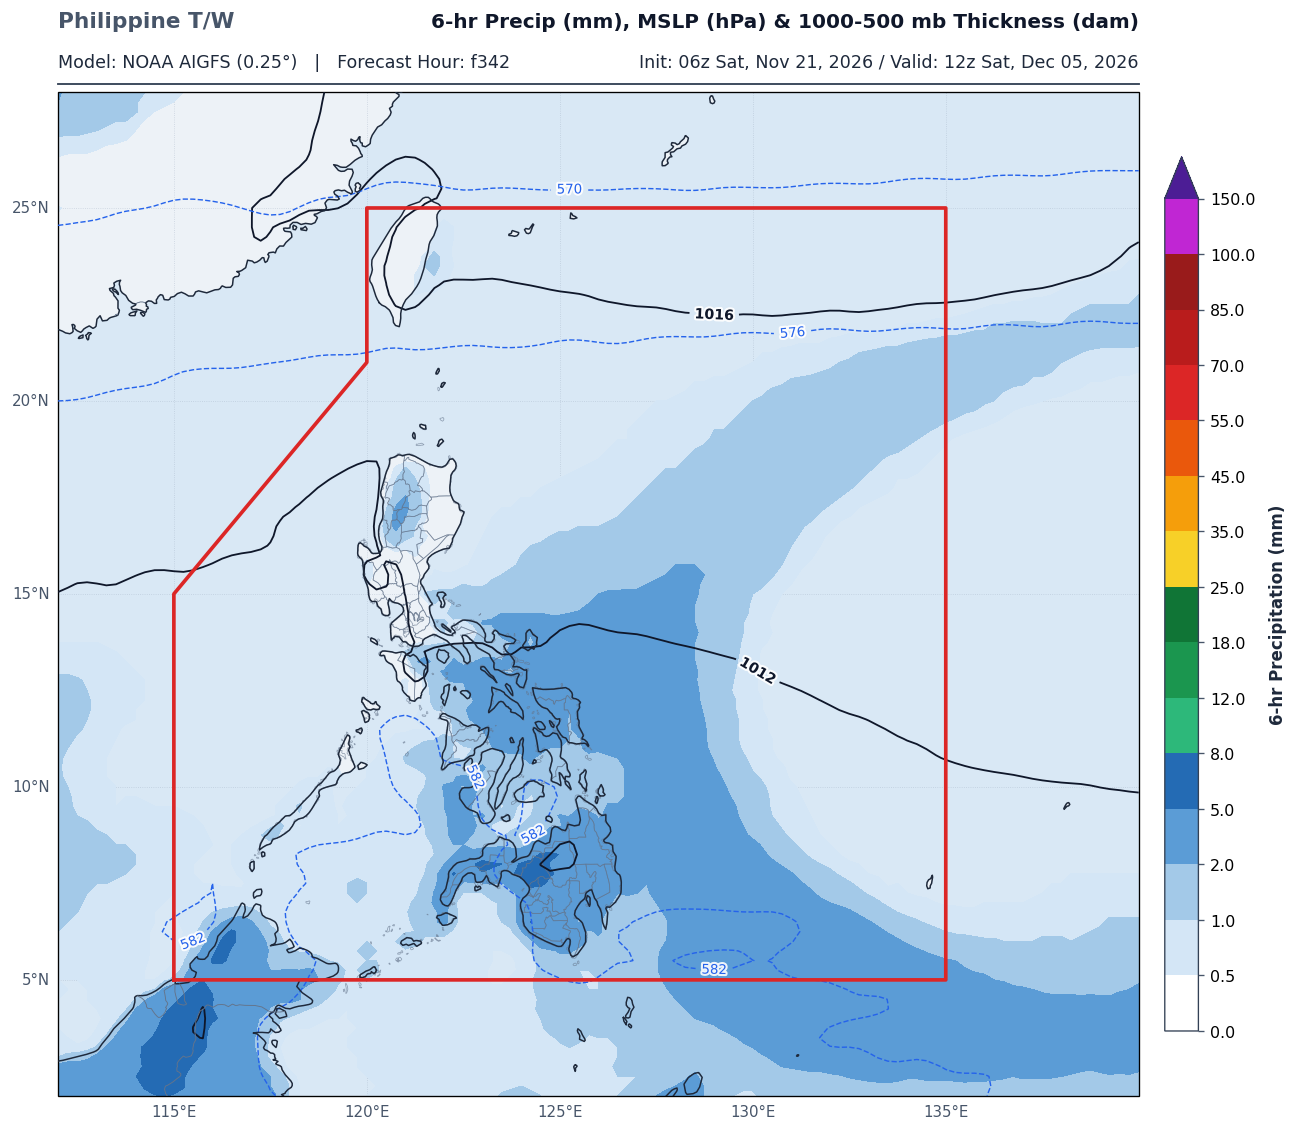 Philippine T/W
6-hr Precip (mm), MSLP (hPa) & 1000-500 mb Thickness (dam)
Model: NOAA AIGFS (0.25°) | Forecast Hour: f342
Init: 06z Sat, Nov 21, 2026 / Valid: 12z Sat, Dec 05, 2026
25°N
20°N
15°N
10°N
5°N
115°E
120°E
125°E
130°E
135°E
570
1016
576
1012
582
582
582
582
150.0
100.0
85.0
70.0
55.0
45.0
35.0
25.0
18.0
12.0
8.0
5.0
2.0
1.0
0.5
0.0
6-hr Precipitation (mm)